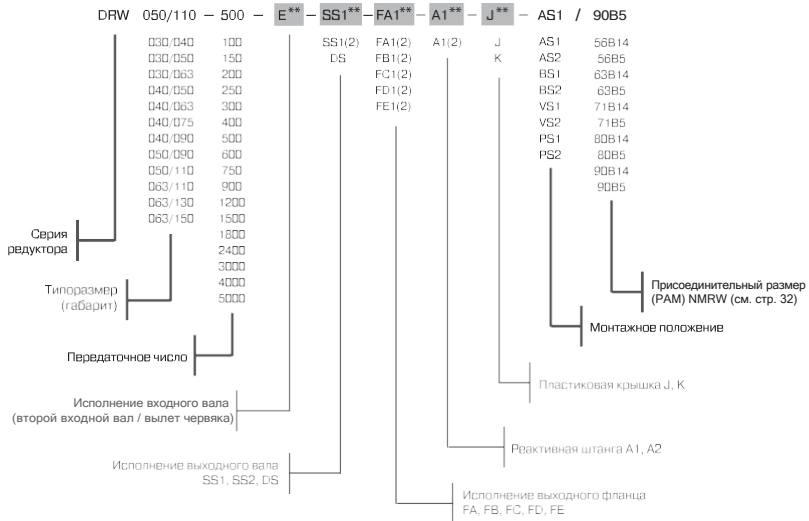 DRW 050/110 – 500 – E** – SS1** – FA1** – A1** – J** – AS1 / 90B5
030/040 100 SS1(2) FA1(2) A1(2) J AS1 56B14
030/050 150 DS FB1(2) K AS2 56B5
030/063 200 FC1(2) BS1 63B14
040/050 250 FD1(2) BS2 63B5
040/063 300 FE1(2) VS1 71B14
040/075 400 VS2 71B5
040/090 500 PS1 80B14
050/090 600 PS2 80B5
050/110 750 90B14
063/110 900 90B5
063/130 1200
063/150 1500
1800
2400
3000
4000
5000
Серия
редуктора
Типоразмер
(габарит)
Передаточное число
Исполнение входного вала
(второй входной вал / вылет червяка)
Исполнение выходного вала
SS1, SS2, DS
Присоединительный размер
(PAM) NMRW (см. стр. 32)
Монтажное положение
Пластиковая крышка J, K
Реактивная штанга A1, A2
Исполнение выходного фланца
FA, FB, FC, FD, FE